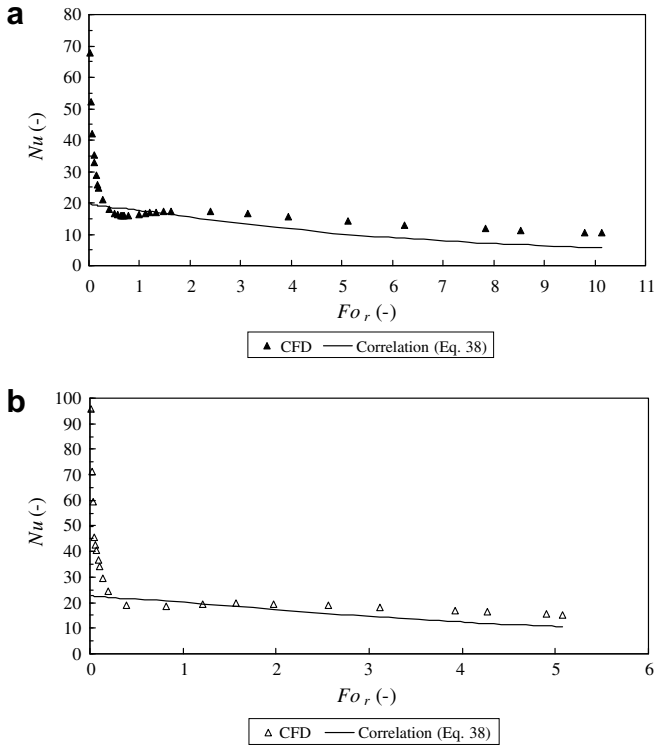 a
80
70
60
50
40
30
20
10
0
Nu (-)
0 1 2 3 4 5 6 7 8 9 10 11
Fo r (-)
▲ CFD — Correlation (Eq. 38)
b
100
90
80
70
60
50
40
30
20
10
0
Nu (-)
0 1 2 3 4 5 6
Fo r (-)
△ CFD — Correlation (Eq. 38)